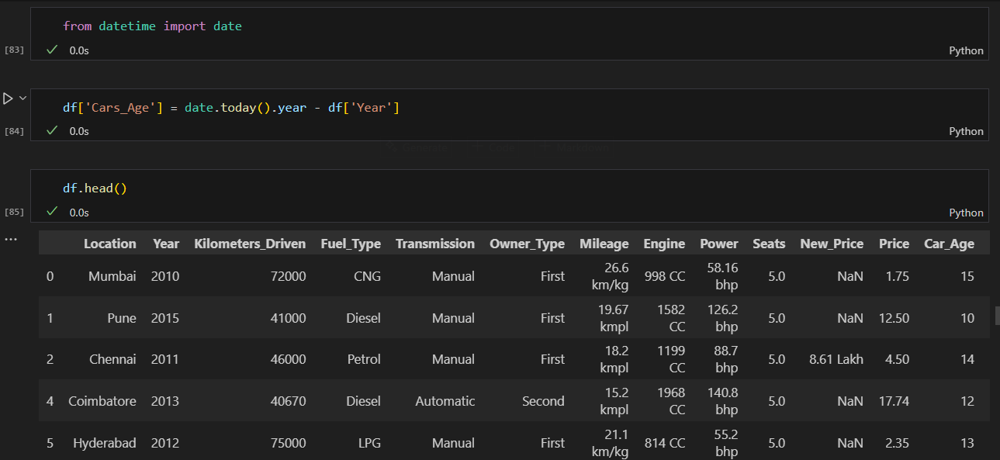 from datetime import date
[83] 0.0s Python
df['Cars_Age'] = date.today().year - df['Year']
[84] 0.0s Python
df.head()
[85] 0.0s Python
Location Year Kilometers_Driven Fuel_Type Transmission Owner_Type Mileage Engine Power Seats New_Price Price Car_Age
0 Mumbai 2010 72000 CNG Manual First 26.6 km/kg 998 CC 58.16 bhp 5.0 NaN 1.75 15
1 Pune 2015 41000 Diesel Manual First 19.67 kmpl 1582 CC 126.2 bhp 5.0 NaN 12.50 10
2 Chennai 2011 46000 Petrol Manual First 18.2 kmpl 1199 CC 88.7 bhp 5.0 8.61 Lakh 4.50 14
4 Coimbatore 2013 40670 Diesel Automatic Second 15.2 kmpl 1968 CC 140.8 bhp 5.0 NaN 17.74 12
5 Hyderabad 2012 75000 LPG Manual First 21.1 km/kg 814 CC 55.2 bhp 5.0 NaN 2.35 13